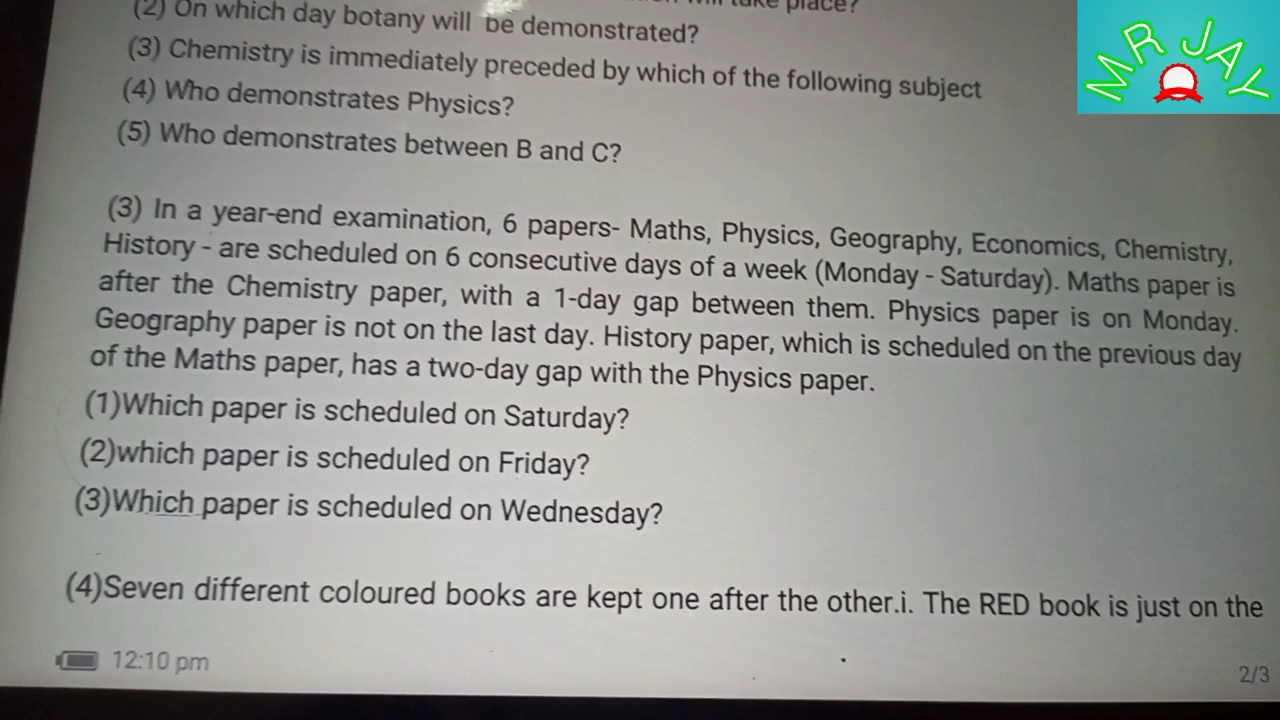 take place?
(2) On which day botany will be demonstrated?
(3) Chemistry is immediately preceded by which of the following subject
(4) Who demonstrates Physics?
(5) Who demonstrates between B and C?
(3) In a year-end examination, 6 papers- Maths, Physics, Geography, Economics, Chemistry,
History - are scheduled on 6 consecutive days of a week (Monday - Saturday). Maths paper is
after the Chemistry paper, with a 1-day gap between them. Physics paper is on Monday.
Geography paper is not on the last day. History paper, which is scheduled on the previous day
of the Maths paper, has a two-day gap with the Physics paper.
(1)Which paper is scheduled on Saturday?
(2)which paper is scheduled on Friday?
(3)Which paper is scheduled on Wednesday?
(4)Seven different coloured books are kept one after the other.i. The RED book is just on the
12:10 pm
2/3
MR JAY